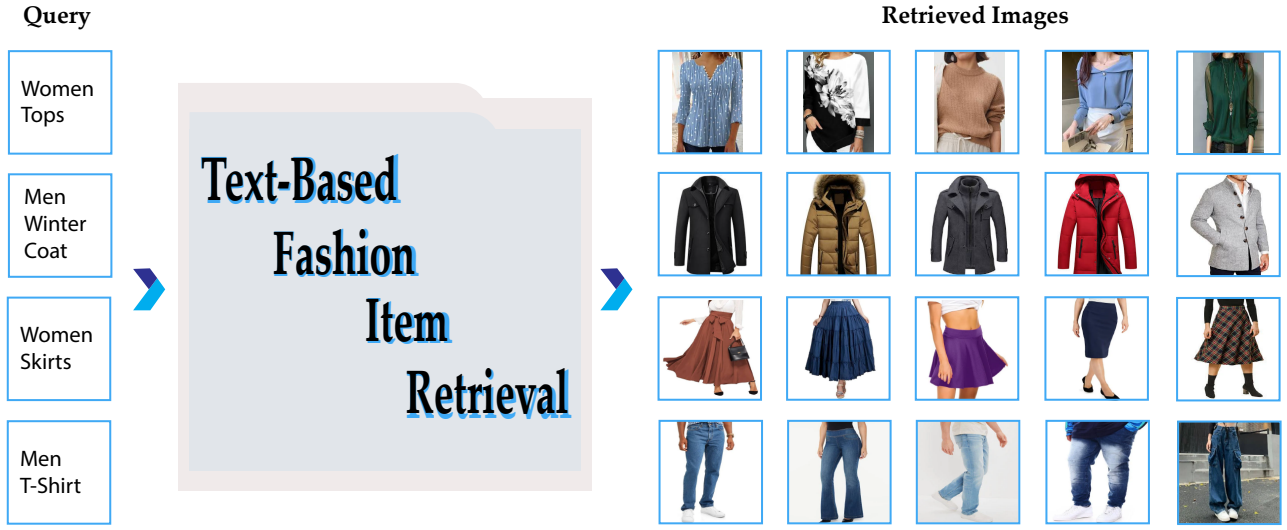 Query
Retrieved Images
Women
Tops
Men
Winter
Coat
Women
Skirts
Men
T-Shirt
Text-Based
Fashion
Item
Retrieval